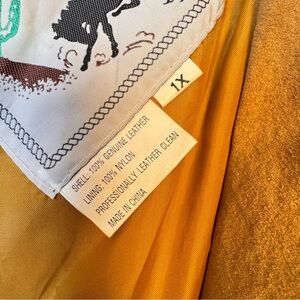 1X
SHELL: 100% GENUINE LEATHER
LINING: 100% NYLON
PROFESSIONALLY LEATHER CLEAN
MADE IN CHINA